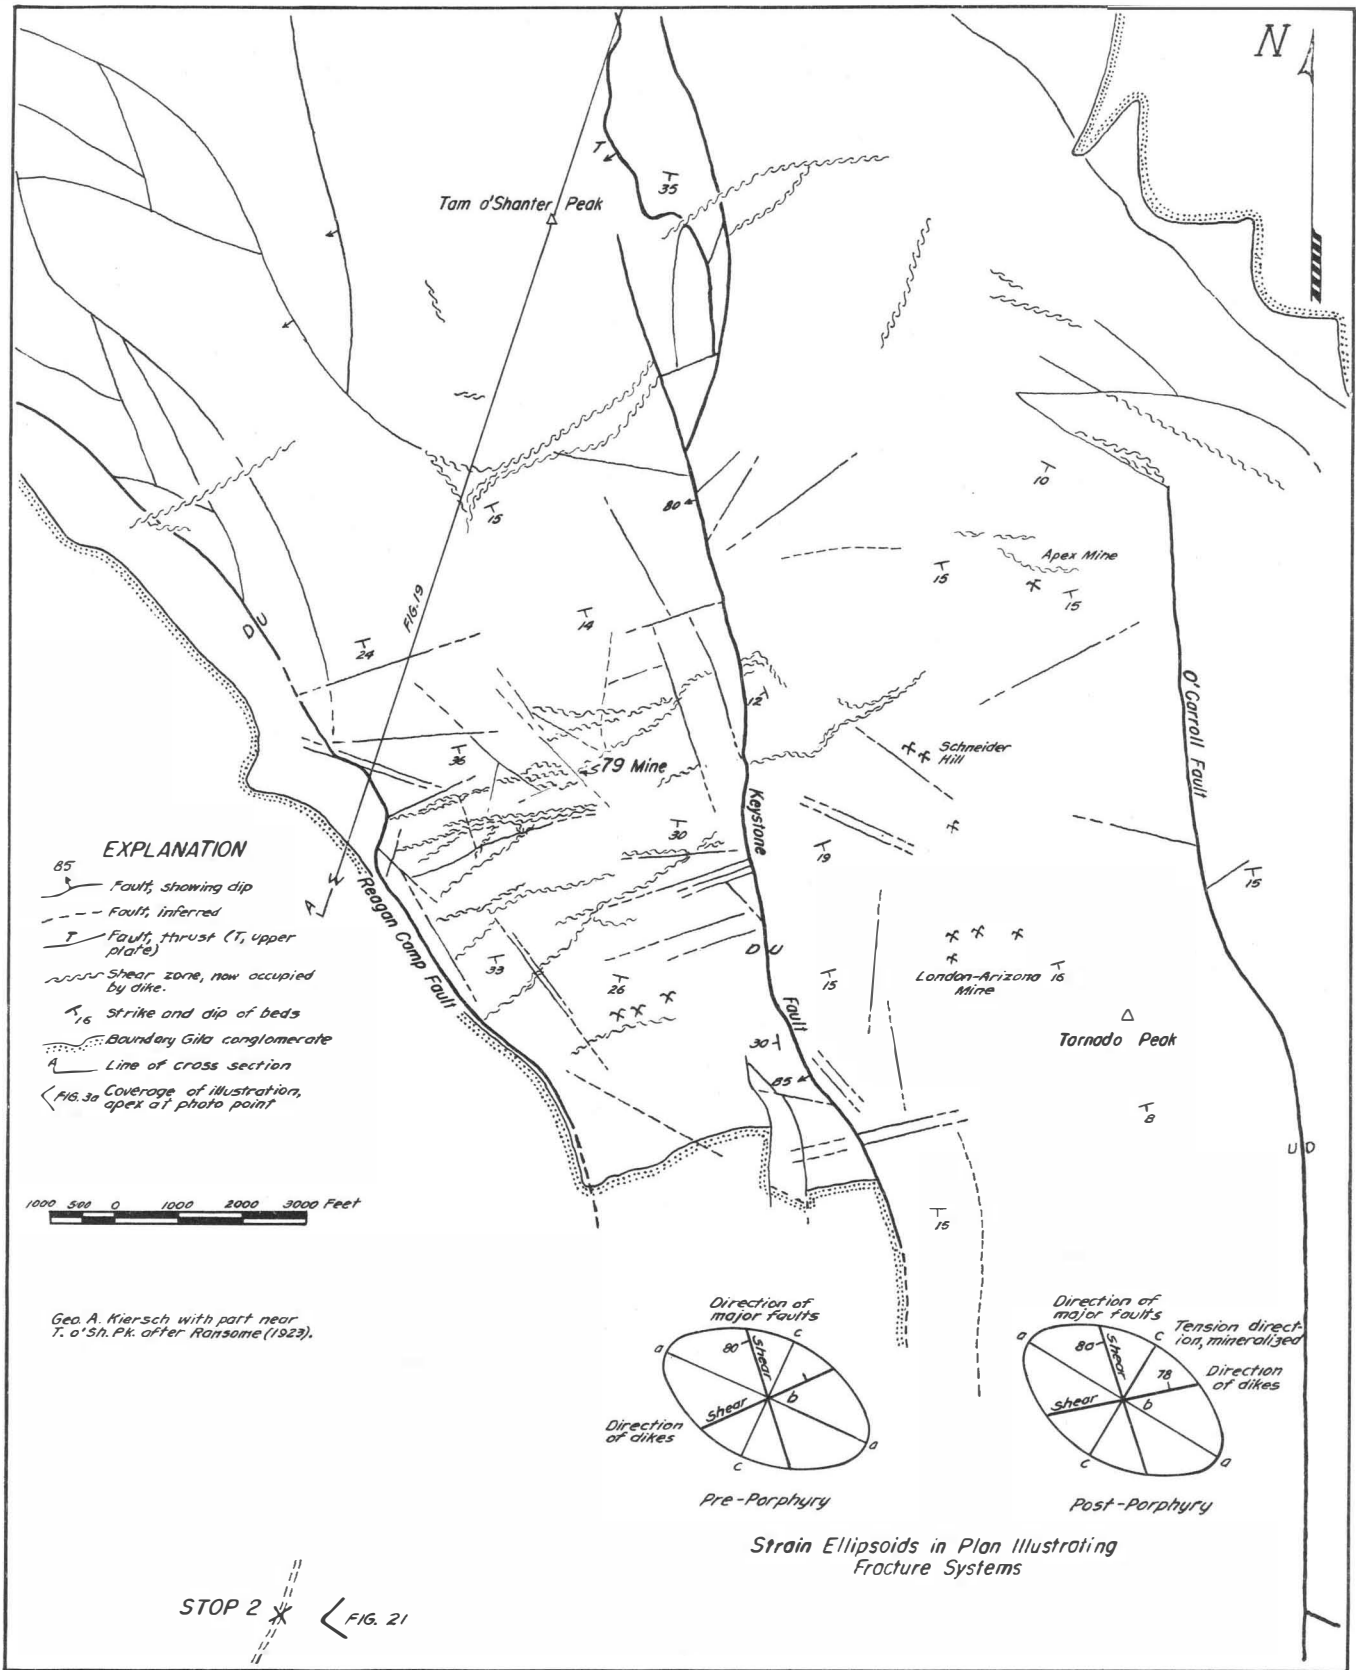 N
T
35
Tam o'Shanter Peak
15
80
10
Apex Mine
15
15
FIG. 19
D U
24
14
12
O'Carroll Fault
36
79 Mine
Schneider
Hill
Keystone
30
19
EXPLANATION
85
Fault, showing dip
Fault, inferred
T
Fault, thrust (T, upper
plate)
Shear zone, now occupied
by dike.
16
Strike and dip of beds
Boundary Gila conglomerate
A
Line of cross section
FIG. 3a
Coverage of illustration,
apex at photo point
A
Reagan Camp Fault
15
33
26
D U
15
London-Arizona
Mine
16
Fault
30
85
Tornado Peak
8
U D
15
1000 500 0 1000 2000 3000 Feet
Geo. A. Kiersch with part near
T. o'Sh. Pk. after Ransome (1923).
Direction of
major faults
a
c
80
Shear
Shear
b
Direction
of dikes
c
a
Pre-Porphyry
Direction of
major faults
a
c
Tension direct-
ion, mineralized
80
Shear
78
Direction
of dikes
Shear
b
c
a
Post-Porphyry
Strain Ellipsoids in Plan Illustrating
Fracture Systems
STOP 2
FIG. 21